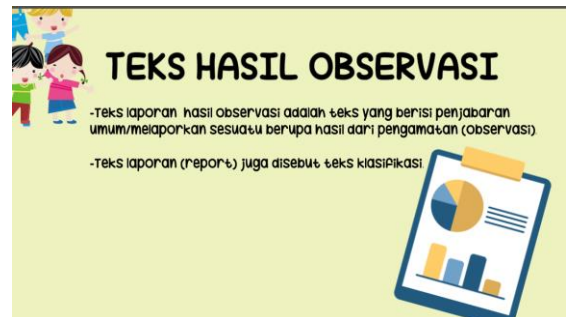 TEKS HASIL OBSERVASI
-Teks laporan hasil observasi adalah teks yang berisi penjabaran
umum/melaporkan sesuatu berupa hasil dari pengamatan (observasi).
-Teks laporan (report) juga disebut teks klasifikasi.